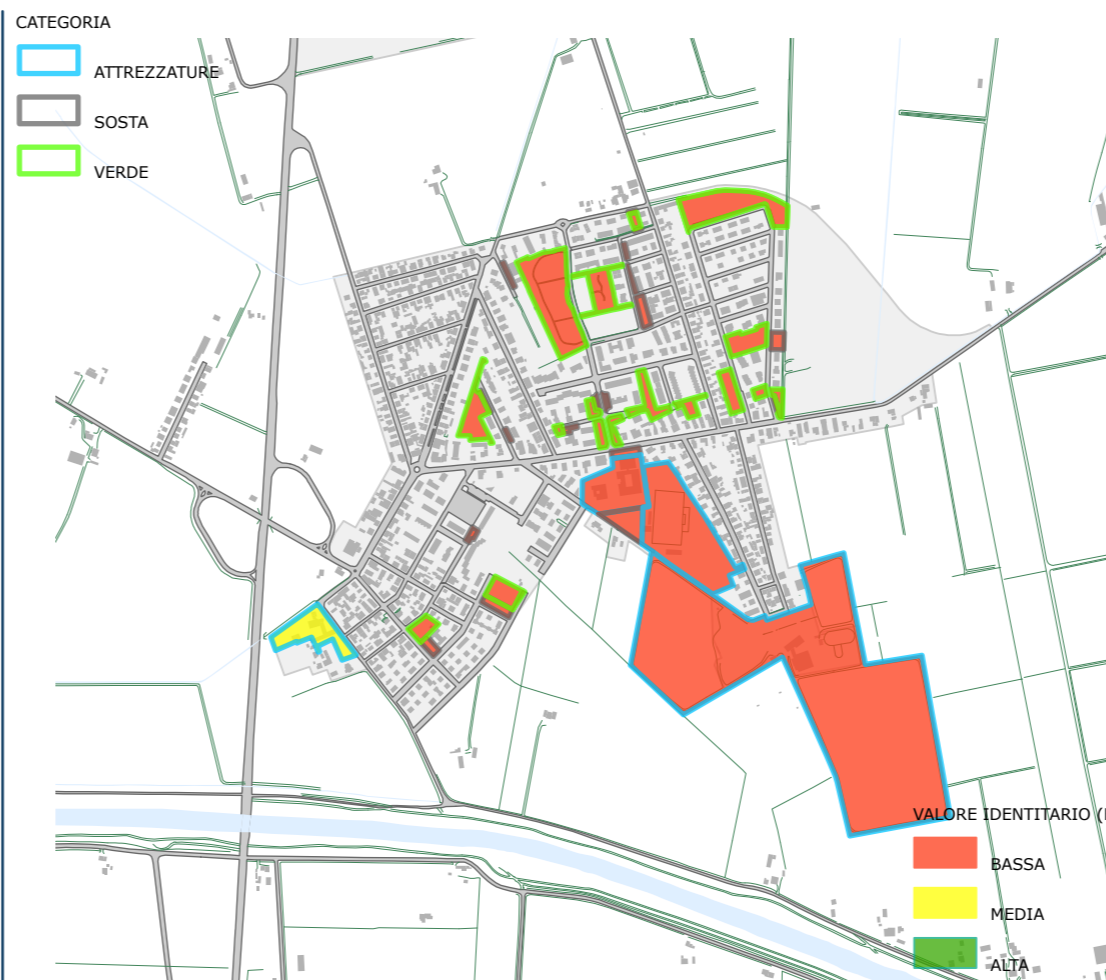 CATEGORIA
ATTREZZATURE
SOSTA
VERDE
VALORE IDENTITARIO (
BASSA
MEDIA
ALTA